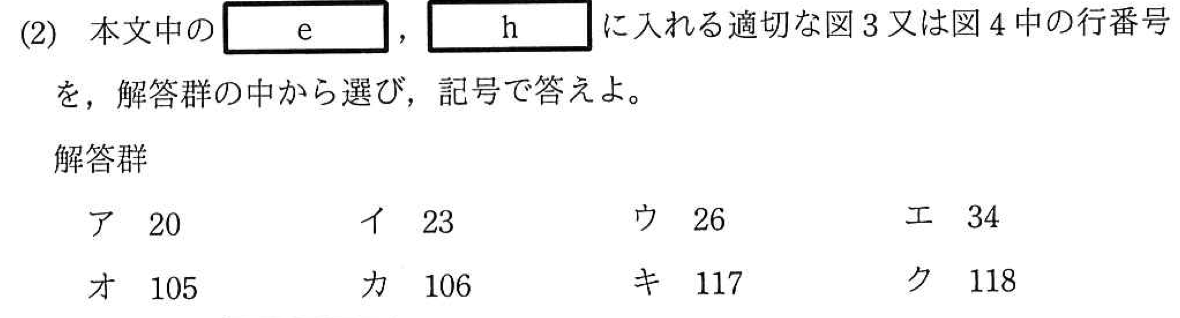 (2) 本文中の e ， h に入れる適切な図3又は図4中の行番号
を，解答群の中から選び，記号で答えよ。
解答群
ア 20 イ 23 ウ 26 エ 34
オ 105 カ 106 キ 117 ク 118